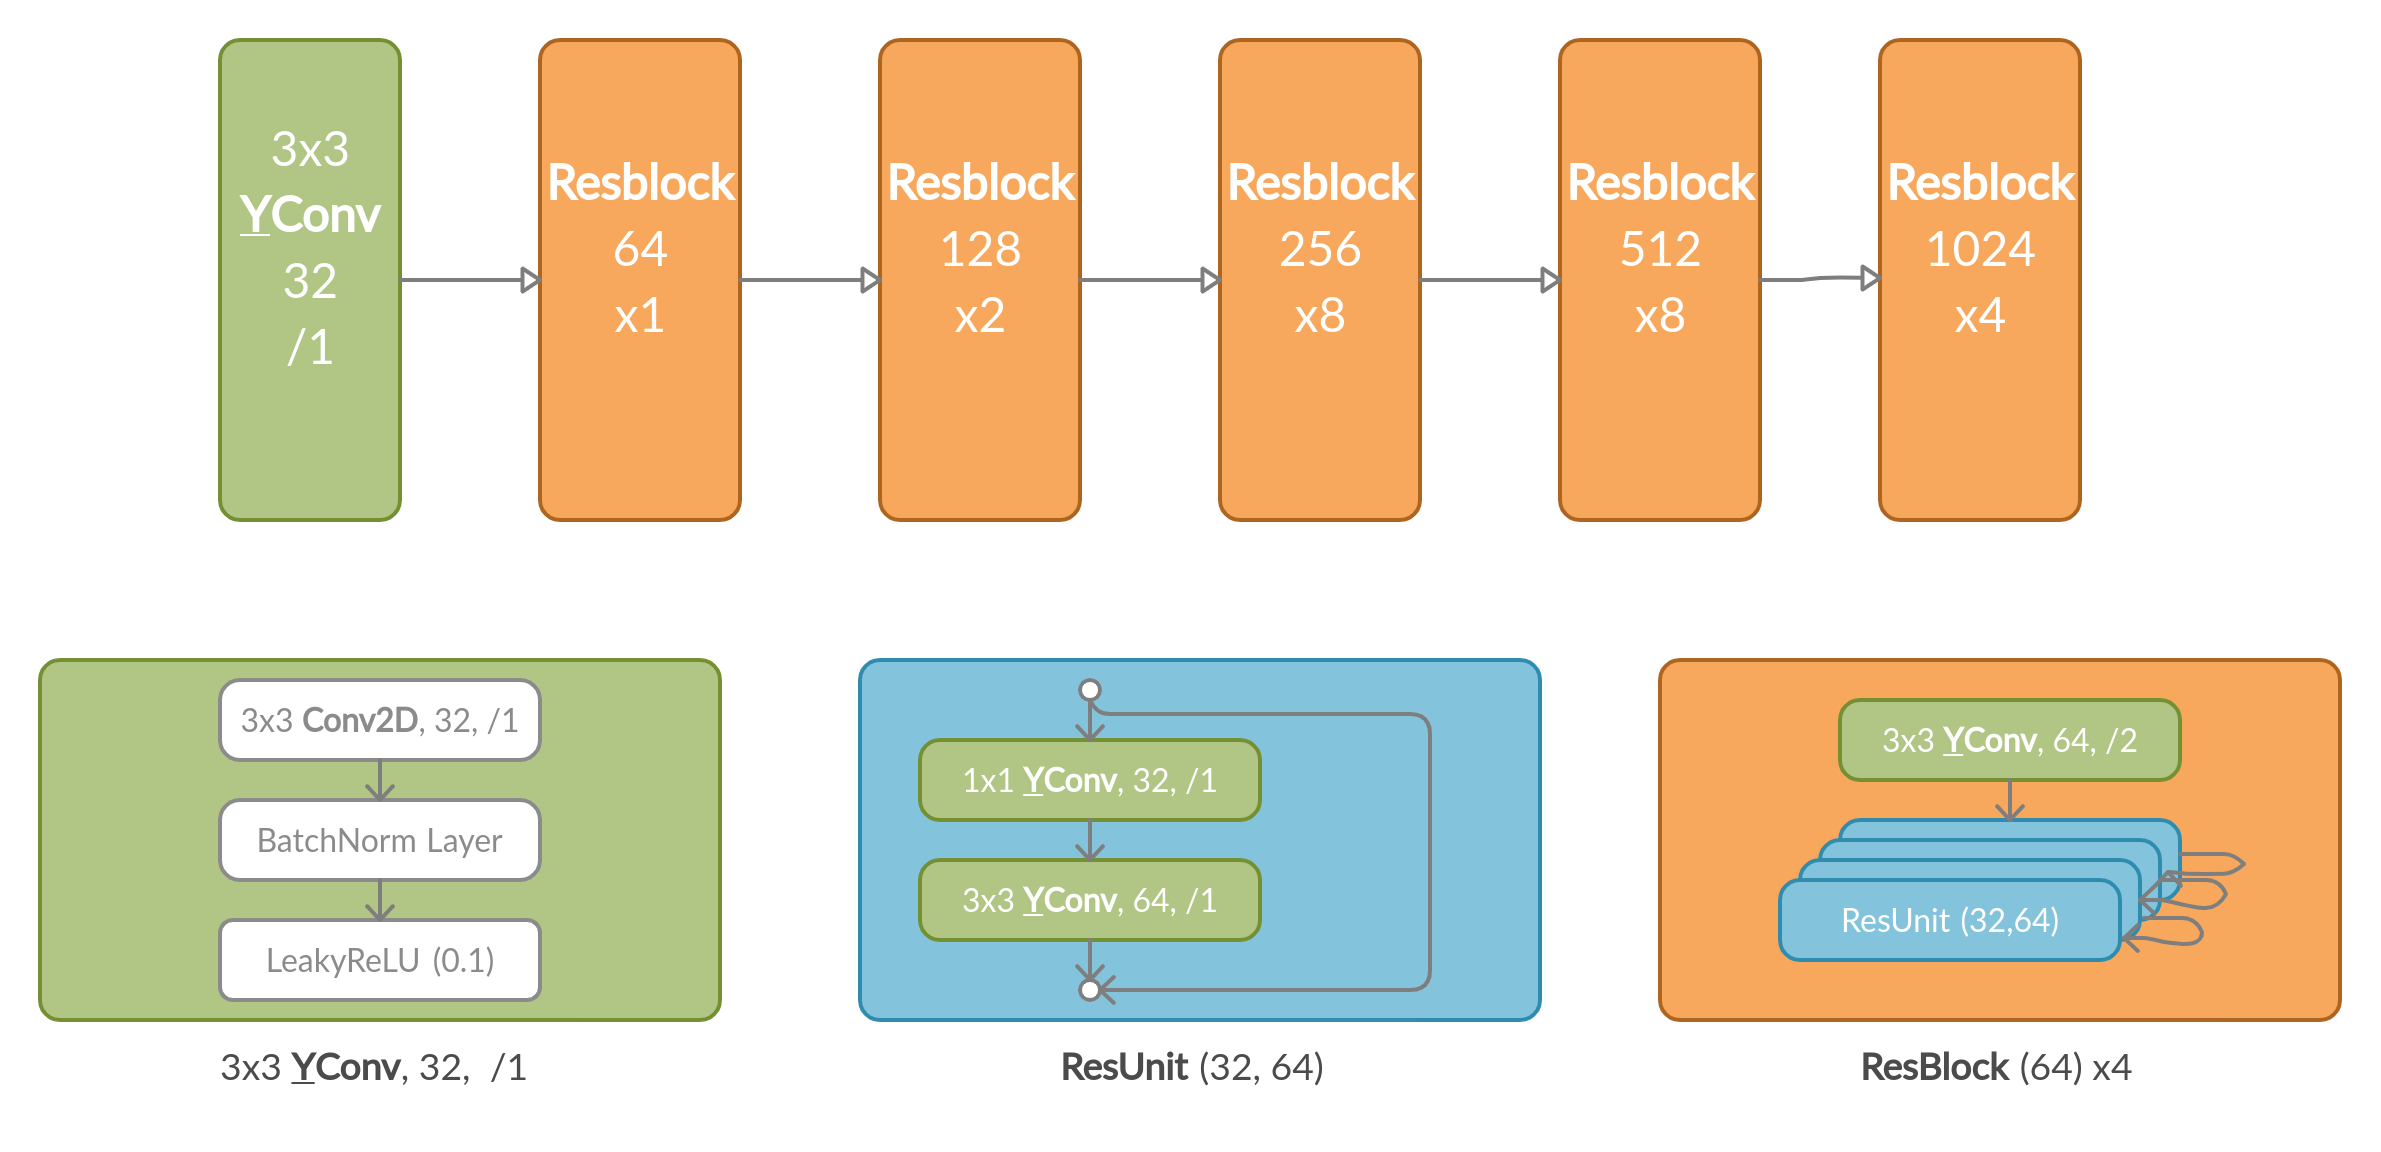 3x3
YConv
32
/1
Resblock
64
x1
Resblock
128
x2
Resblock
256
x8
Resblock
512
x8
Resblock
1024
x4
3x3 Conv2D, 32, /1
BatchNorm Layer
LeakyReLU (0.1)
3x3 YConv, 32, /1
1x1 YConv, 32, /1
3x3 YConv, 64, /1
ResUnit (32, 64)
3x3 YConv, 64, /2
ResUnit (32,64)
ResBlock (64) x4